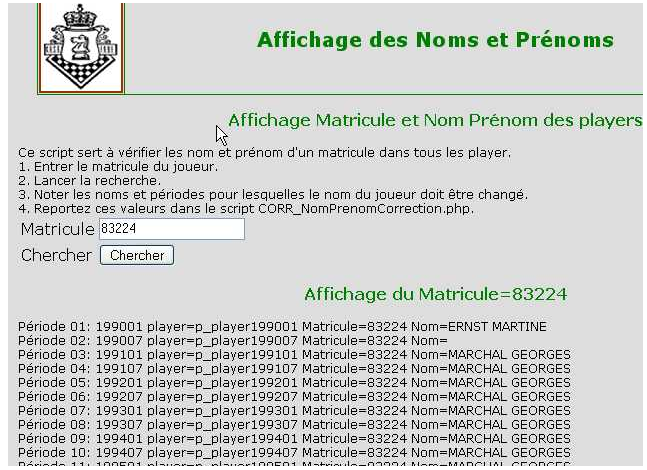 Affichage des Noms et Prénoms
Affichage Matricule et Nom Prénom des players
Ce script sert à vérifier les nom et prénom d'un matricule dans tous les player.
1. Entrer le matricule du joueur.
2. Lancer la recherche.
3. Noter les noms et périodes pour lesquelles le nom du joueur doit être changé.
4. Reportez ces valeurs dans le script CORR_NomPrenomCorrection.php.
Matricule 83224
Chercher Chercher
Affichage du Matricule=83224
Période 01: 199001 player=p_player199001 Matricule=83224 Nom=ERNST MARTINE
Période 02: 199007 player=p_player199007 Matricule=83224 Nom=
Période 03: 199101 player=p_player199101 Matricule=83224 Nom=MARCHAL GEORGES
Période 04: 199107 player=p_player199107 Matricule=83224 Nom=MARCHAL GEORGES
Période 05: 199201 player=p_player199201 Matricule=83224 Nom=MARCHAL GEORGES
Période 06: 199207 player=p_player199207 Matricule=83224 Nom=MARCHAL GEORGES
Période 07: 199301 player=p_player199301 Matricule=83224 Nom=MARCHAL GEORGES
Période 08: 199307 player=p_player199307 Matricule=83224 Nom=MARCHAL GEORGES
Période 09: 199401 player=p_player199401 Matricule=83224 Nom=MARCHAL GEORGES
Période 10: 199407 player=p_player199407 Matricule=83224 Nom=MARCHAL GEORGES
Période 11: 199501 player=p_player199501 Matricule=83224 Nom=MARCHAL GEORGES